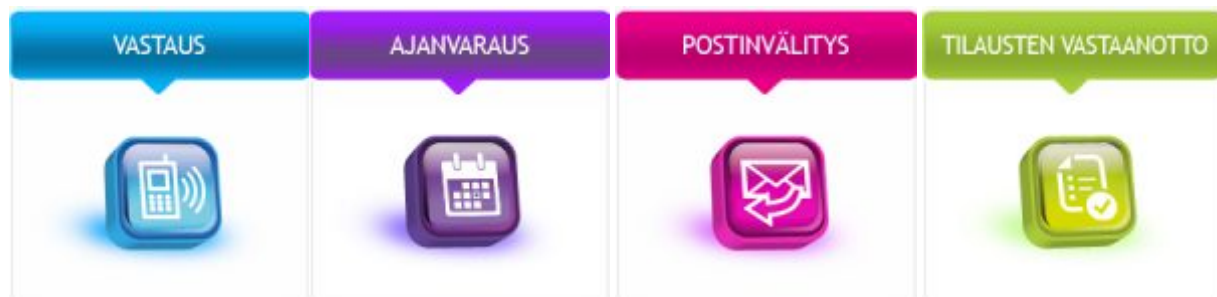 VASTAUS
AJANVARAUS
POSTINVÄLITYS
TILAUSTEN VASTAANOTTO